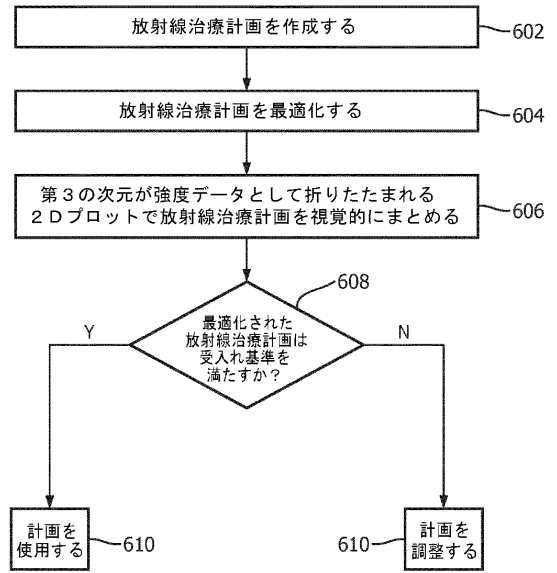 放射線治療計画を作成する
602
放射線治療計画を最適化する
604
第3の次元が強度データとして折りたたまれる
2Dプロットで放射線治療計画を視覚的にまとめる
606
608
最適化された
放射線治療計画は
受入れ基準を
満たすか？
Y
N
計画を
使用する
610
610
計画を
調整する